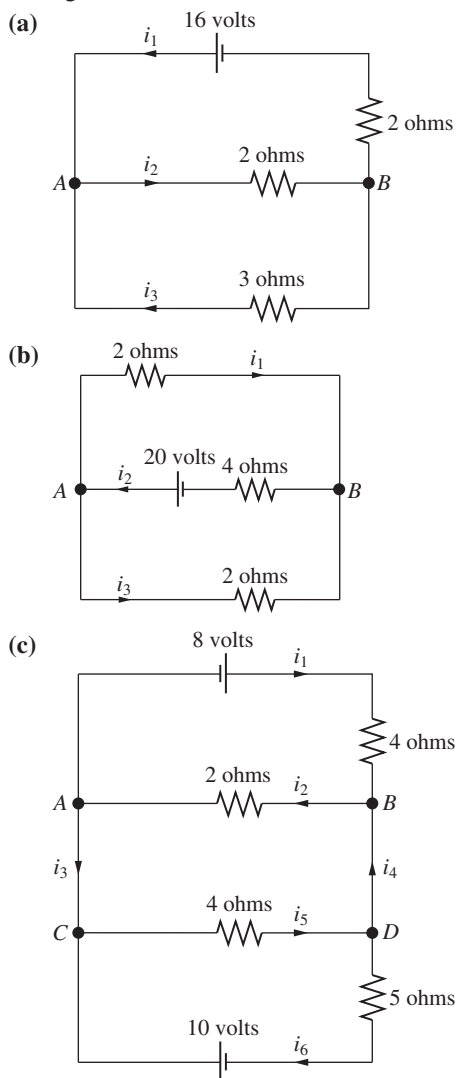 (a)
16 volts
i₁
2 ohms
2 ohms
i₂
A
B
3 ohms
i₃
(b)
2 ohms
i₁
20 volts
4 ohms
i₂
A
B
2 ohms
i₃
(c)
8 volts
i₁
4 ohms
2 ohms
i₂
A
B
i₃
i₄
4 ohms
i₅
C
D
5 ohms
10 volts
i₆